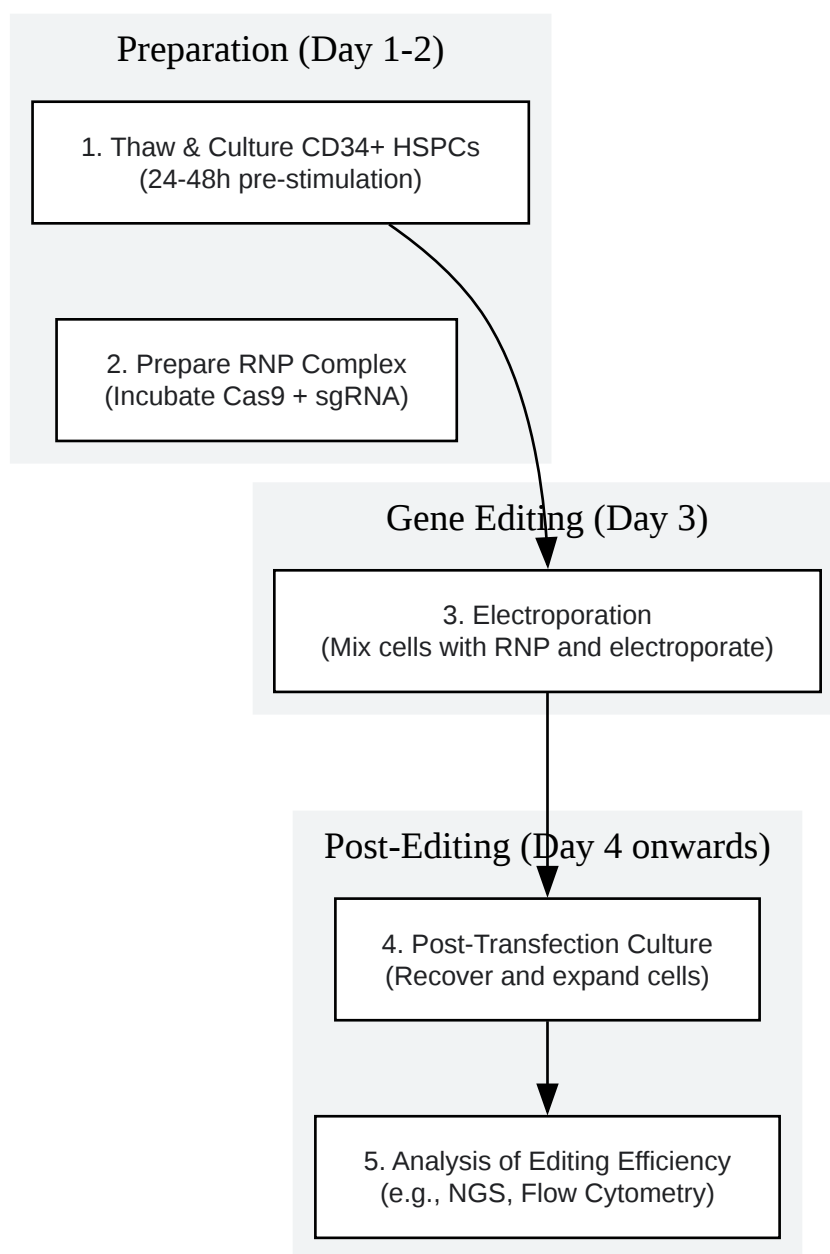 Preparation (Day 1-2)
1. Thaw & Culture CD34+ HSPCs
(24-48h pre-stimulation)
2. Prepare RNP Complex
(Incubate Cas9 + sgRNA)
Gene Editing (Day 3)
3. Electroporation
(Mix cells with RNP and electroporate)
Post-Editing (Day 4 onwards)
4. Post-Transfection Culture
(Recover and expand cells)
5. Analysis of Editing Efficiency
(e.g., NGS, Flow Cytometry)